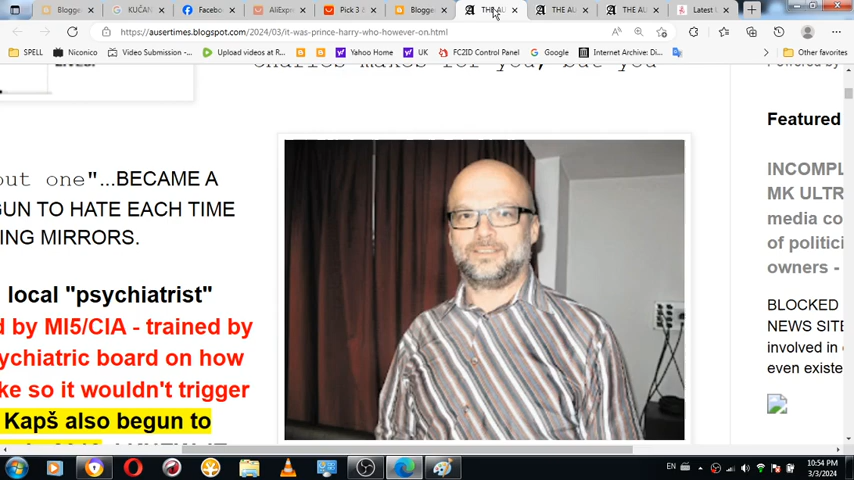 Blogger
KUČAN
Facebo
AliExpr
Pick 3
Blogge
THE AU
THE AU
THE AU
Latest
https://ausertimes.blogspot.com/2024/03/it-was-prince-harry-who-however-on.html
SPELL
Niconico
Video Submission -...
Upload videos at R...
bl
Yahoo Home
UK
FC2ID Control Panel
Google
Internet Archive: Di...
Other favorites
Charles makes for you, but you
LIVES!
Powered by
out one"...BECAME A
GUN TO HATE EACH TIME
ING MIRRORS.
local "psychiatrist"
d by MI5/CIA - trained by
ychiatric board on how
ke so it wouldn't trigger
Kapš also begun to
Featured
INCOMPL
MK ULTR
media co
of politici
owners -
BLOCKED
NEWS SITE
involved in
even existe
EN
10:54 PM
3/3/2024